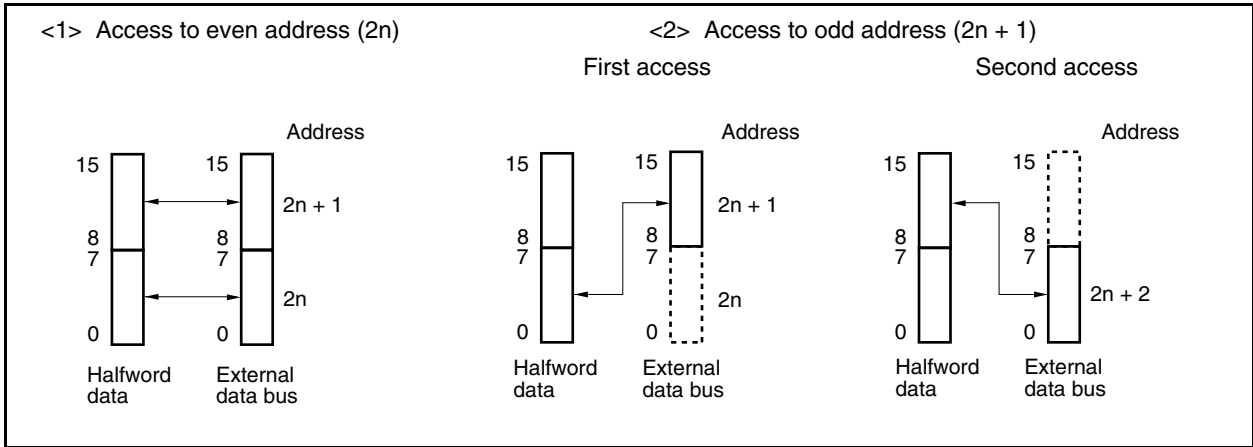 <1> Access to even address (2n)
<2> Access to odd address (2n + 1)
First access
Second access
Address
15
15
2n + 1
8
8
7
7
2n
0
0
Halfword
data
External
data bus
Address
15
15
2n + 1
8
8
7
7
2n
0
0
Halfword
data
External
data bus
Address
15
15
8
8
7
7
2n + 2
0
0
Halfword
data
External
data bus